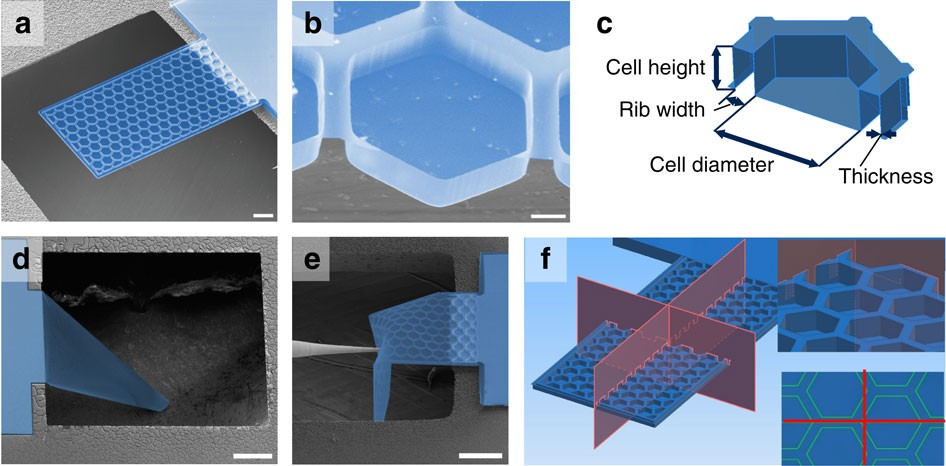 a
b
c
Cell height
Rib width
Cell diameter
Thickness
d
e
f